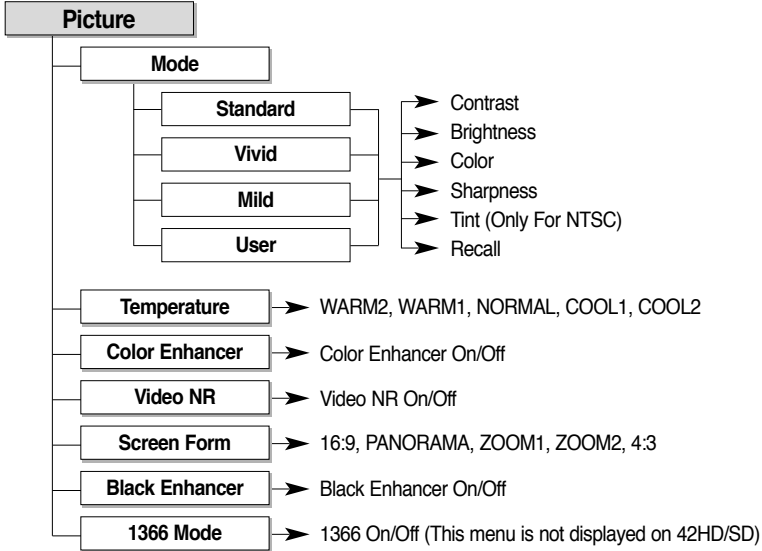 Picture
Mode
Standard
Vivid
Mild
User
Contrast
Brightness
Color
Sharpness
Tint (Only For NTSC)
Recall
Temperature
WARM2, WARM1, NORMAL, COOL1, COOL2
Color Enhancer
Color Enhancer On/Off
Video NR
Video NR On/Off
Screen Form
16:9, PANORAMA, ZOOM1, ZOOM2, 4:3
Black Enhancer
Black Enhancer On/Off
1366 Mode
1366 On/Off (This menu is not displayed on 42HD/SD)